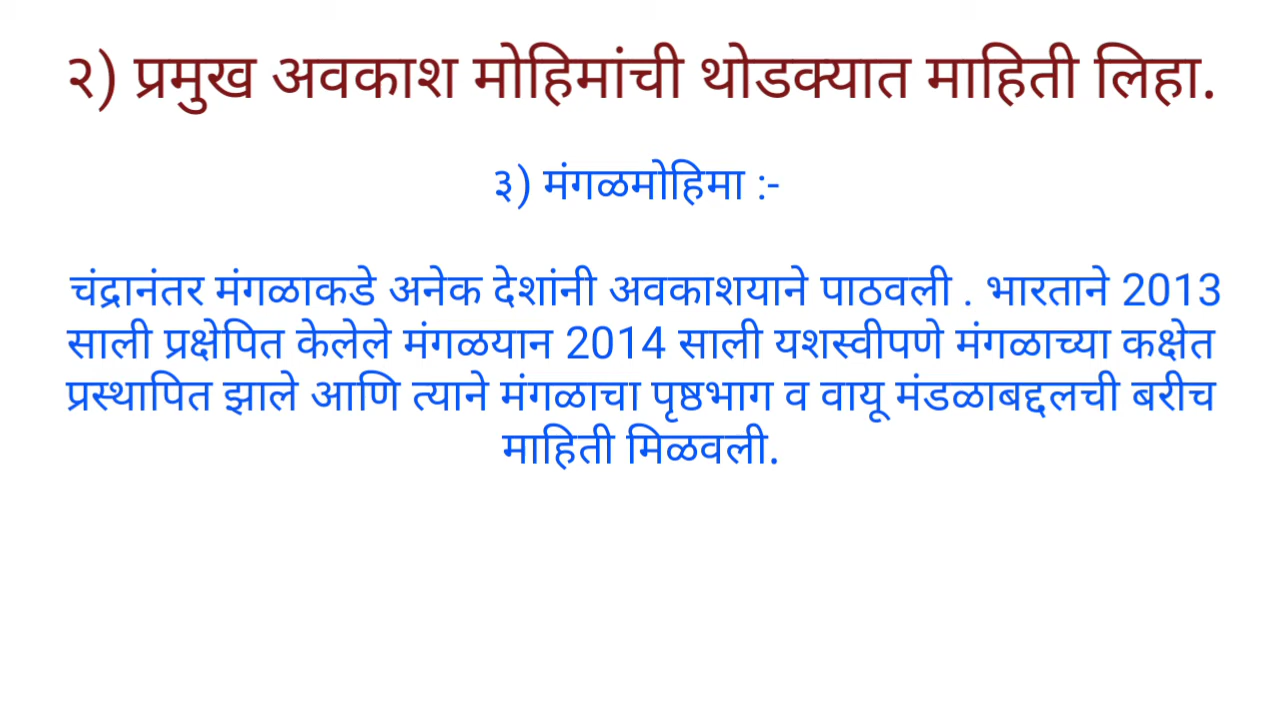 २) प्रमुख अवकाश मोहिमांची थोडक्यात माहिती लिहा.
३) मंगळमोहिमा :-
चंद्रानंतर मंगळाकडे अनेक देशांनी अवकाशयाने पाठवली . भारताने 2013
साली प्रक्षेपित केलेले मंगळयान 2014 साली यशस्वीपणे मंगळाच्या कक्षेत
प्रस्थापित झाले आणि त्याने मंगळाचा पृष्ठभाग व वायू मंडळाबद्दलची बरीच
माहिती मिळवली.